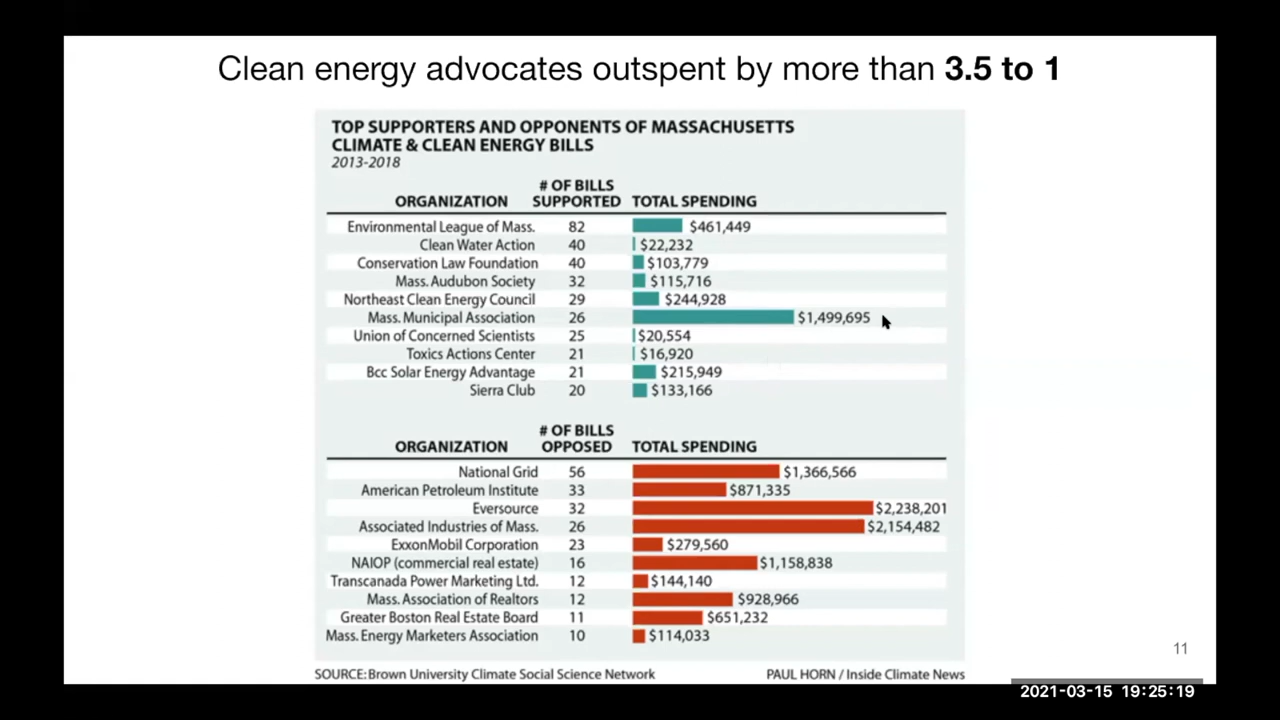 Clean energy advocates outspent by more than 3.5 to 1
TOP SUPPORTERS AND OPPONENTS OF MASSACHUSETTS
CLIMATE & CLEAN ENERGY BILLS
2013-2018
# OF BILLS
ORGANIZATION SUPPORTED TOTAL SPENDING
Environmental League of Mass. 82 $461,449
Clean Water Action 40 $22,232
Conservation Law Foundation 40 $103,779
Mass. Audubon Society 32 $115,716
Northeast Clean Energy Council 29 $244,928
Mass. Municipal Association 26 $1,499,695
Union of Concerned Scientists 25 $20,554
Toxics Actions Center 21 $16,920
Bcc Solar Energy Advantage 21 $215,949
Sierra Club 20 $133,166
# OF BILLS
ORGANIZATION OPPOSED TOTAL SPENDING
National Grid 56 $1,366,566
American Petroleum Institute 33 $871,335
Eversource 32 $2,238,201
Associated Industries of Mass. 26 $2,154,482
ExxonMobil Corporation 23 $279,560
NAIOP (commercial real estate) 16 $1,158,838
Transcanada Power Marketing Ltd. 12 $144,140
Mass. Association of Realtors 12 $928,966
Greater Boston Real Estate Board 11 $651,232
Mass. Energy Marketers Association 10 $114,033
11
SOURCE: Brown University Climate Social Science Network PAUL HORN / Inside Climate News
2021-03-15 19:25:19